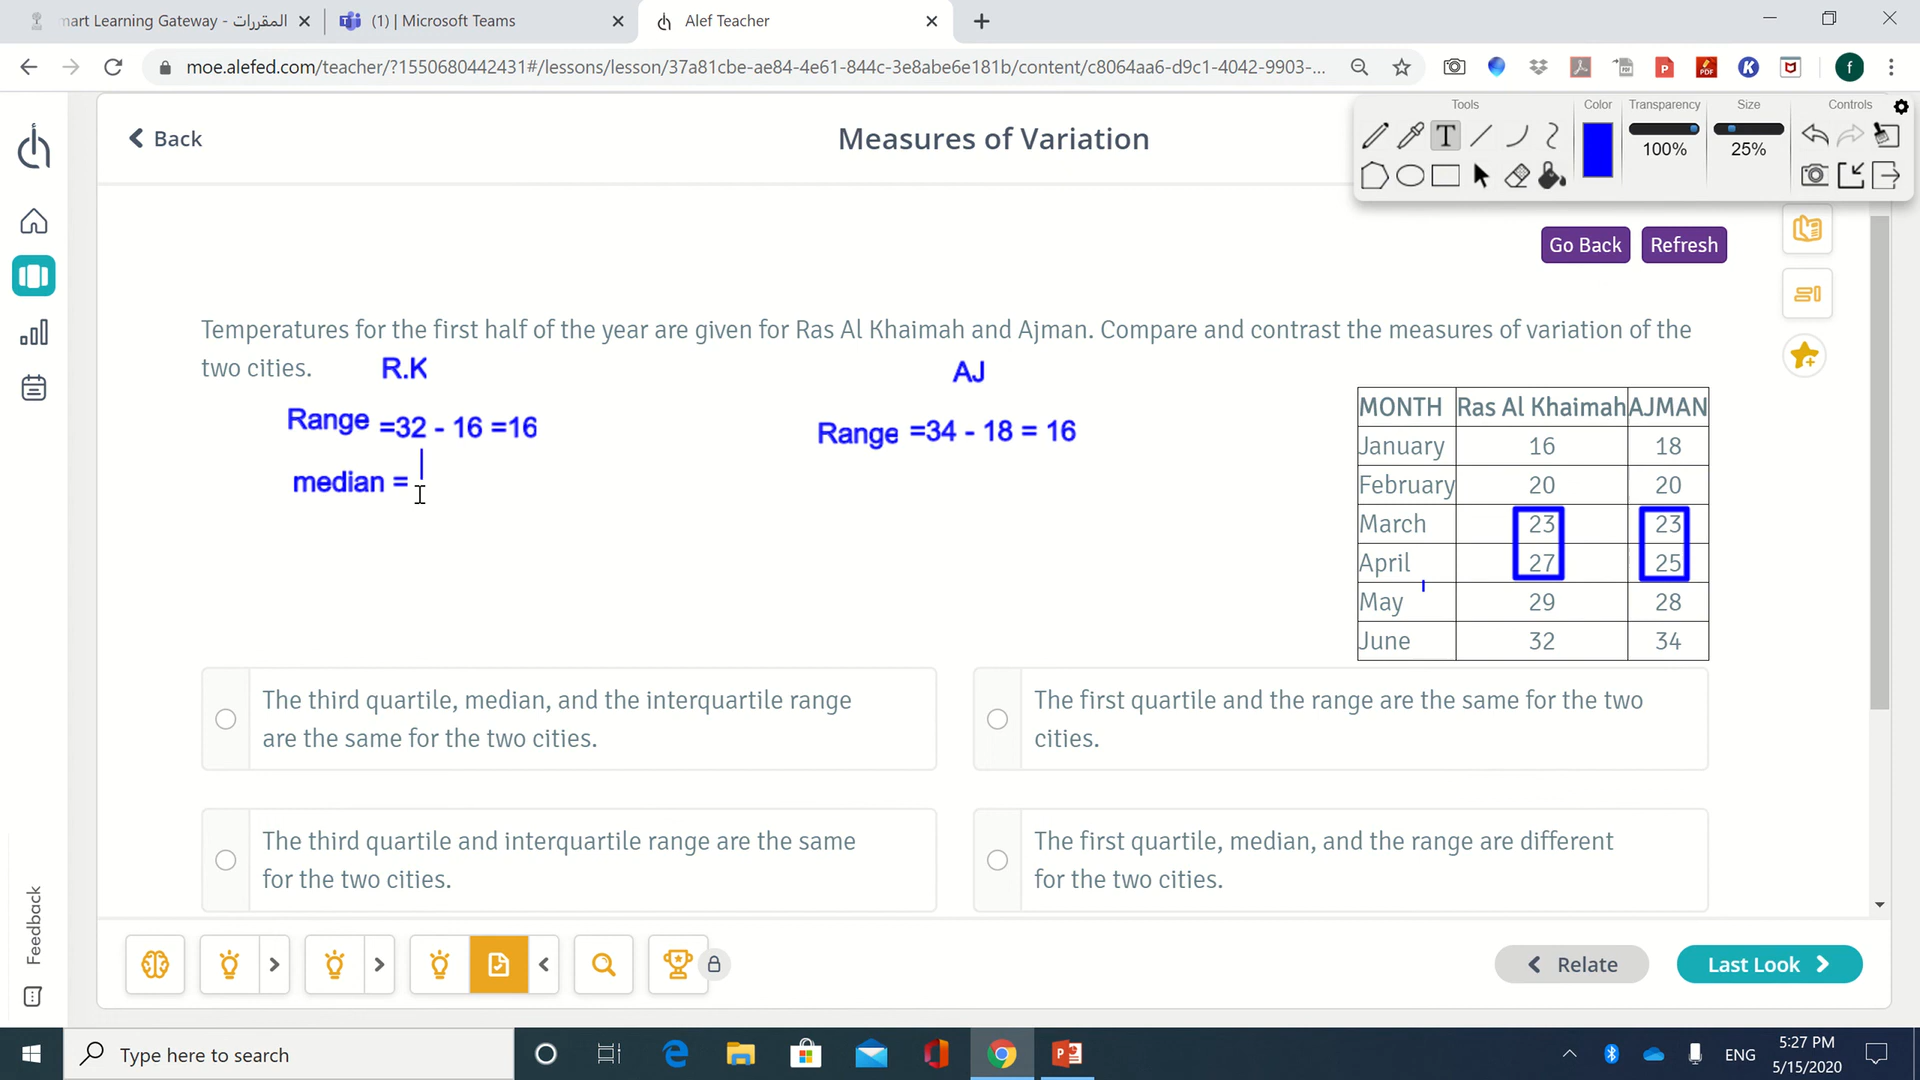 mart Learning Gateway - المقررات
(1) | Microsoft Teams
Alef Teacher
moe.alefed.com/teacher/?1550680442431#/lessons/lesson/37a81cbe-ae84-4e61-844c-3e8abe6e181b/content/c8064aa6-d9c1-4042-9903-...
f
Tools
Color
Transparency
Size
Controls
T
100%
25%
Back
Measures of Variation
Go Back
Refresh
Temperatures for the first half of the year are given for Ras Al Khaimah and Ajman. Compare and contrast the measures of variation of the
two cities.
R.K
AJ
Range =32 - 16 =16
Range =34 - 18 = 16
median =
MONTH Ras Al Khaimah AJMAN
January 16 18
February 20 20
March 23 23
April 27 25
May 29 28
June 32 34
The third quartile, median, and the interquartile range
are the same for the two cities.
The first quartile and the range are the same for the two
cities.
The third quartile and interquartile range are the same
for the two cities.
The first quartile, median, and the range are different
for the two cities.
Feedback
Relate
Last Look
Type here to search
ENG
5:27 PM
5/15/2020